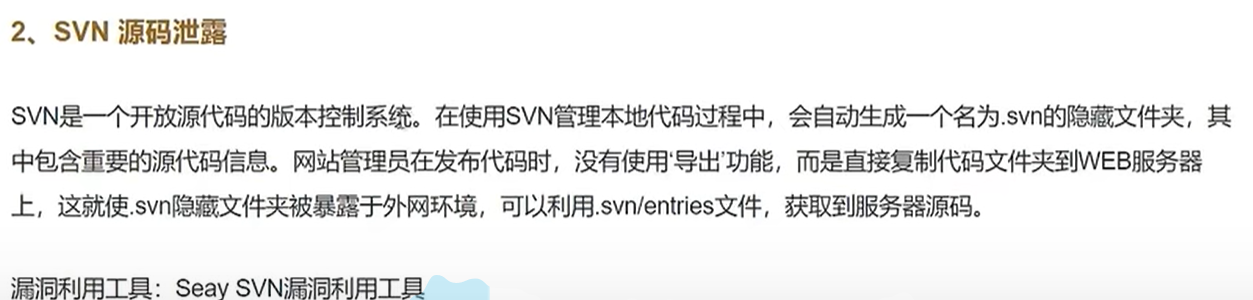 2、SVN 源码泄露
SVN是一个开放源代码的版本控制系统。在使用SVN管理本地代码过程中，会自动生成一个名为.svn的隐藏文件夹，其
中包含重要的源代码信息。网站管理员在发布代码时，没有使用‘导出’功能，而是直接复制代码文件夹到WEB服务器
上，这就使.svn隐藏文件夹被暴露于外网环境，可以利用.svn/entries文件，获取到服务器源码。
漏洞利用工具：Seay SVN漏洞利用工具